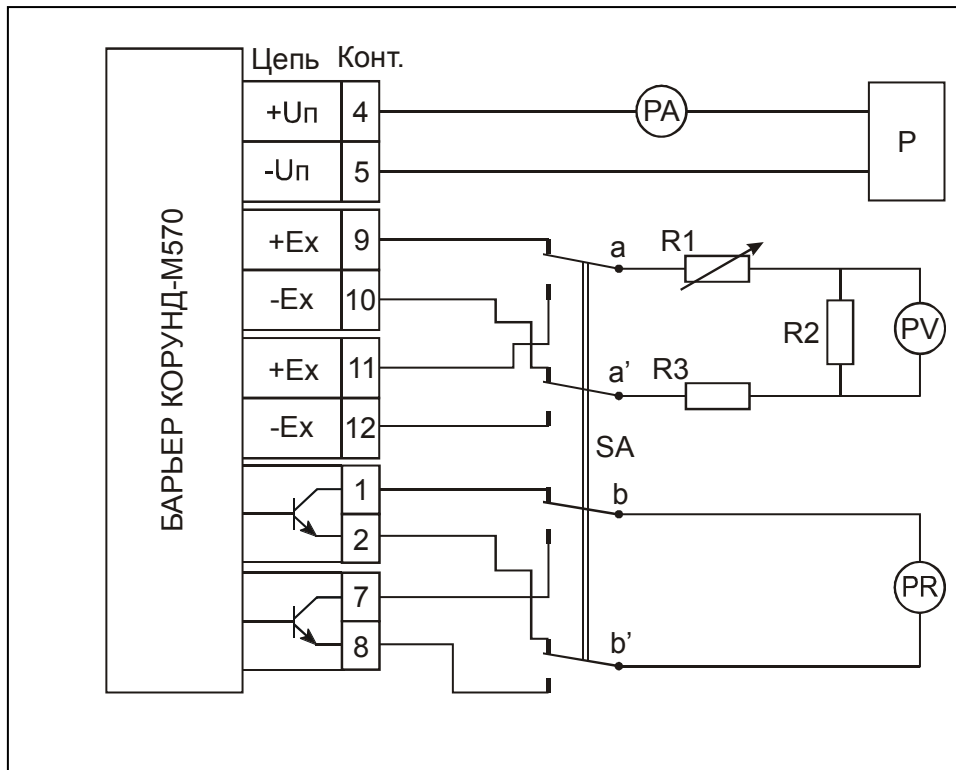 Цепь Конт.
БАРЬЕР КОРУНД-М570
+Uп 4
-Uп 5
+Ex 9
-Ex 10
+Ex 11
-Ex 12
1
2
7
8
PA
P
a
R1
R2
PV
a’
R3
SA
b
PR
b’